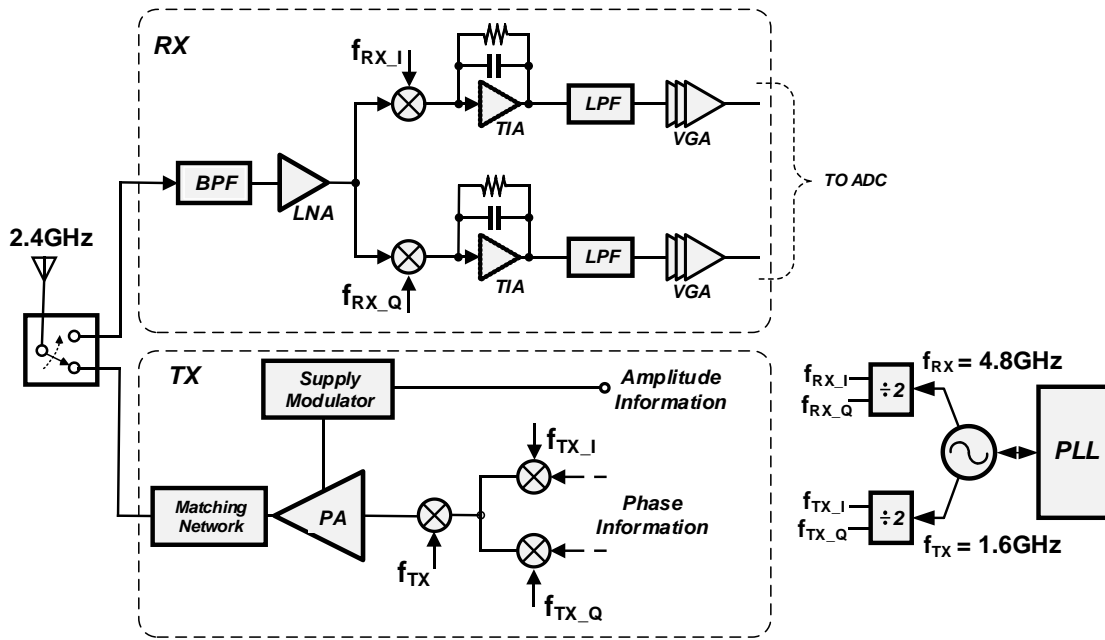 RX
f_RX_I
TIA
LPF
VGA
BPF
LNA
TO ADC
TIA
LPF
VGA
f_RX_Q
2.4GHz
TX
Supply
Modulator
Amplitude
Information
f_TX_I
Matching
Network
PA
Phase
Information
f_TX
f_TX_Q
f_RX = 4.8GHz
f_RX_I
f_RX_Q
÷2
PLL
f_TX_I
f_TX_Q
÷2
f_TX = 1.6GHz